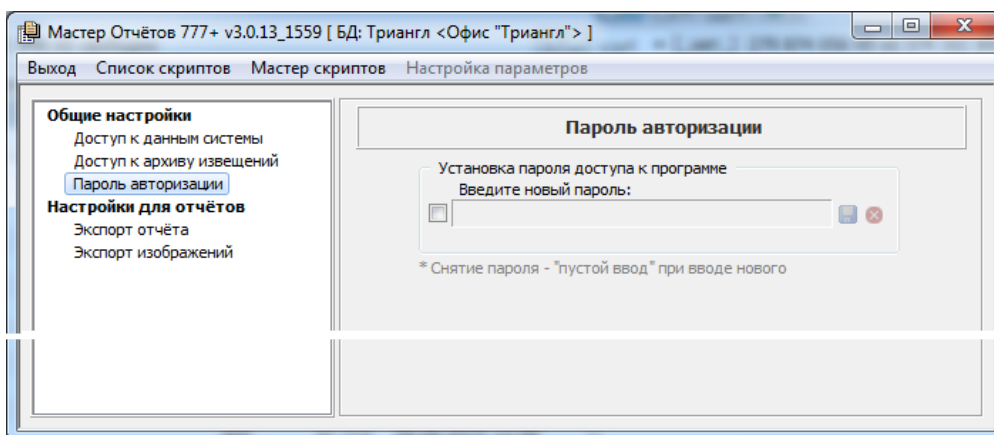 Мастер Отчётов 777+ v3.0.13_1559 [ БД: Триангл <Офис "Триангл"> ]
Выход Список скриптов Мастер скриптов Настройка параметров
Общие настройки
Доступ к данным системы
Доступ к архиву извещений
Пароль авторизации
Настройки для отчётов
Экспорт отчёта
Экспорт изображений
Пароль авторизации
Установка пароля доступа к программе
Введите новый пароль:
* Снятие пароля - "пустой ввод" при вводе нового